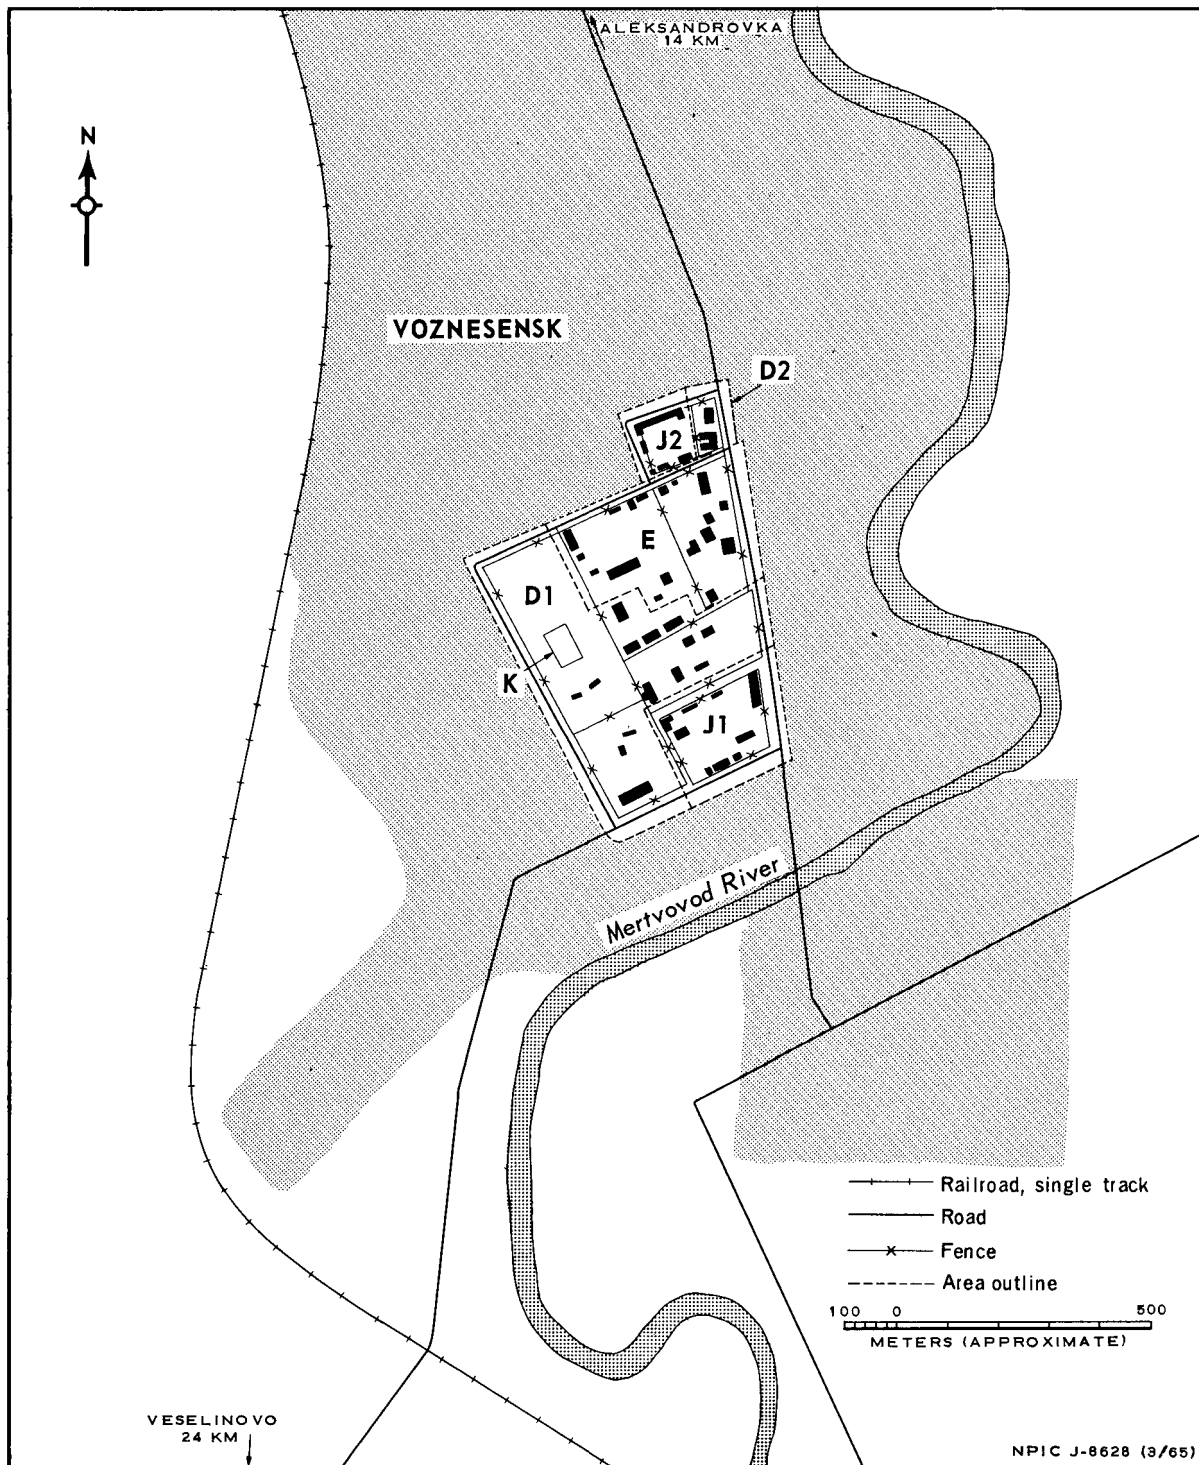 ALEKSANDROVKA
14 KM
N
VOZNESENSK
D2
J2
E
D1
K
J1
Mertvovod River
Railroad, single track
Road
Fence
Area outline
100 0 500
METERS (APPROXIMATE)
VESELINOVO
24 KM
NPIC J-8628 (3/65)